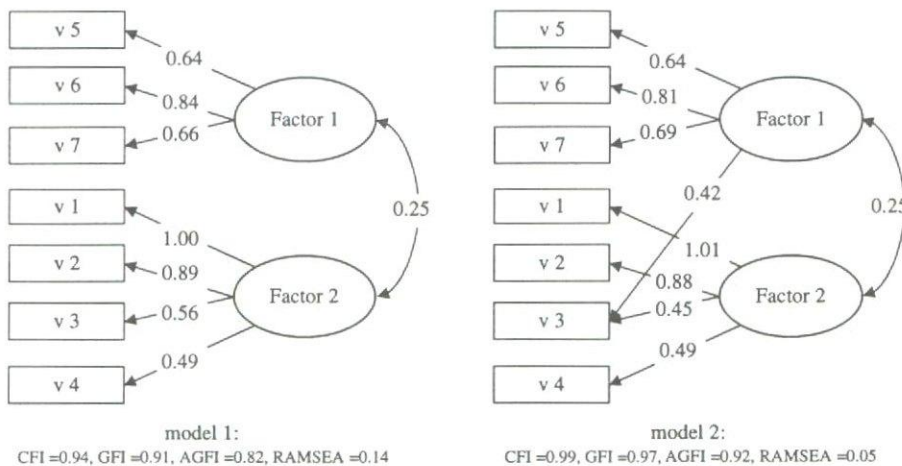 v 5
0.64
v 6
0.84
Factor 1
v 7
0.66
v 1
0.25
1.00
v 2
0.89
Factor 2
v 3
0.56
0.49
v 4
model 1:
CFI =0.94, GFI =0.91, AGFI =0.82, RAMSEA =0.14
v 5
0.64
v 6
0.81
Factor 1
v 7
0.69
0.42
v 1
0.25
1.01
v 2
0.88
Factor 2
0.45
v 3
0.49
v 4
model 2:
CFI =0.99, GFI =0.97, AGFI =0.92, RAMSEA =0.05